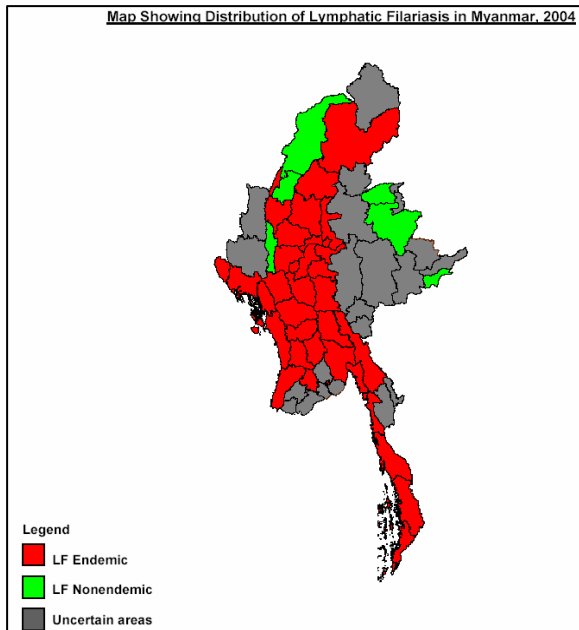 Map Showing Distribution of Lymphatic Filariasis in Myanmar, 2004
Legend
LF Endemic
LF Nonendemic
Uncertain areas